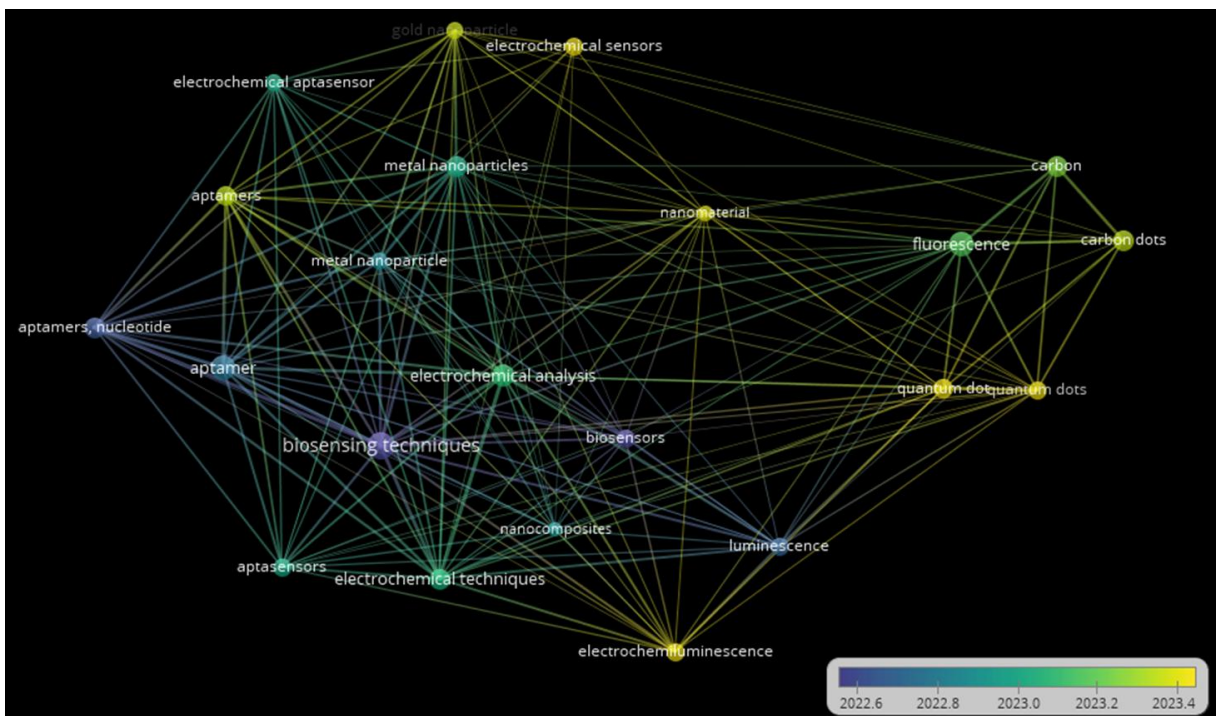 gold nanoparticle
electrochemical sensors
electrochemical aptasensor
metal nanoparticles
carbon
aptamers
nanomaterial
fluorescence
carbon dots
metal nanoparticle
aptamers, nucleotide
aptamer
electrochemical analysis
quantum dot
quantum dots
biosensing techniques
biosensors
nanocomposites
luminescence
aptasensors
electrochemical techniques
electrochemiluminescence
2022.6 2022.8 2023.0 2023.2 2023.4